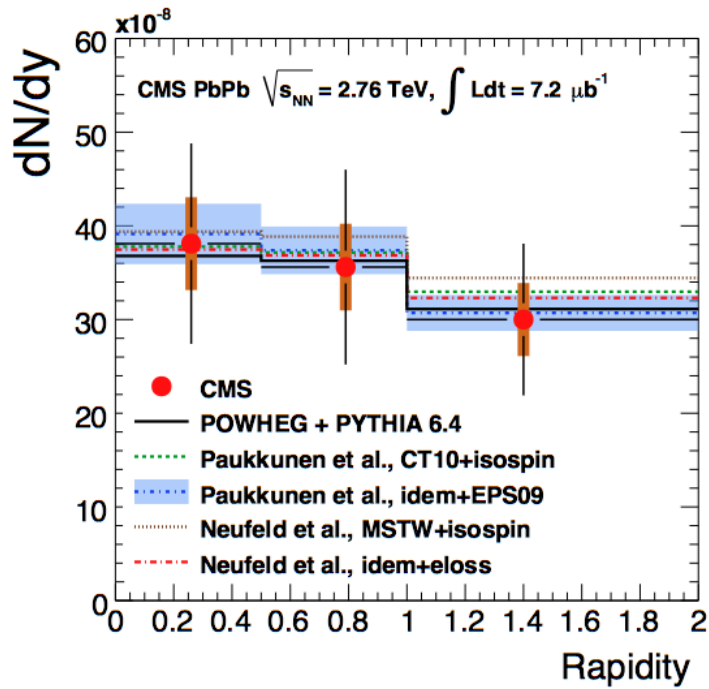 x10⁻⁸
dN/dy
60
50
40
30
20
10
0
CMS PbPb √s_NN = 2.76 TeV, ∫ Ldt = 7.2 μb⁻¹
CMS
POWHEG + PYTHIA 6.4
Paukkunen et al., CT10+isospin
Paukkunen et al., idem+EPS09
Neufeld et al., MSTW+isospin
Neufeld et al., idem+eloss
0 0.2 0.4 0.6 0.8 1 1.2 1.4 1.6 1.8 2
Rapidity